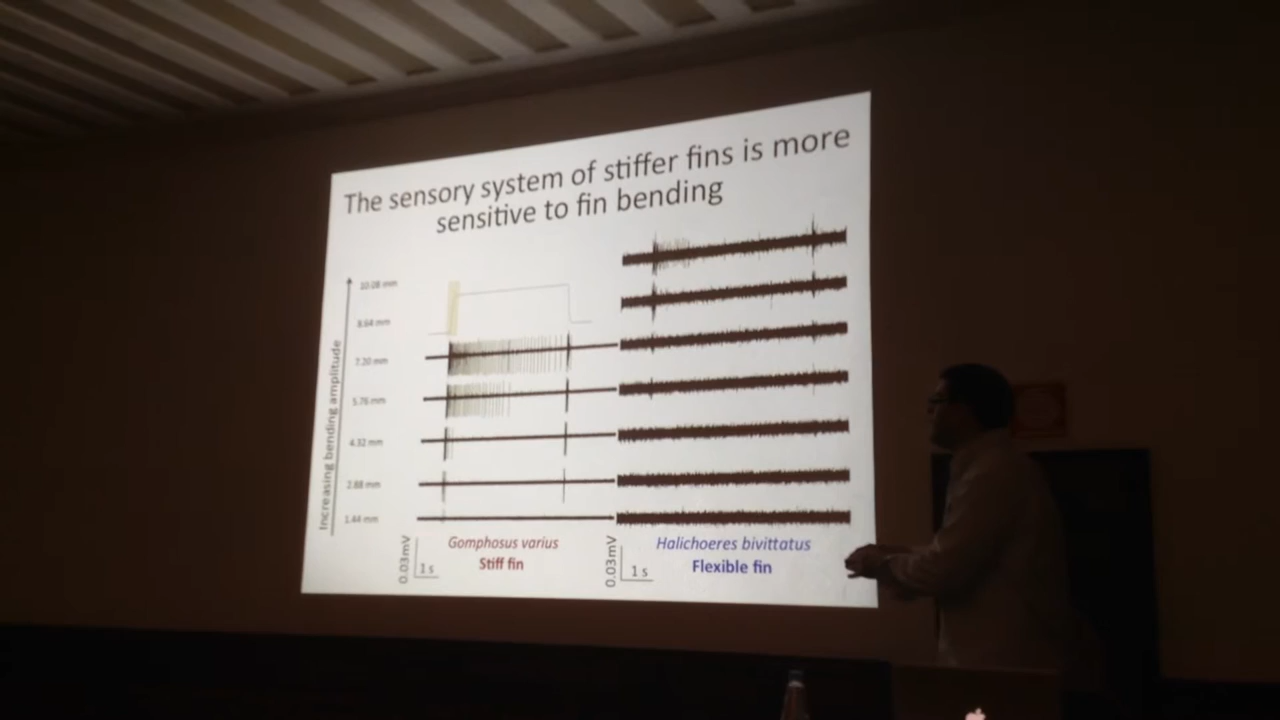 The sensory system of stiffer fins is more
sensitive to fin bending
Increasing bending amplitude
10.08 mm
8.64 mm
7.20 mm
5.76 mm
4.32 mm
2.88 mm
1.44 mm
0.03mV
1 s
Gomphosus varius
Stiff fin
0.03mV
1 s
Halichoeres bivittatus
Flexible fin